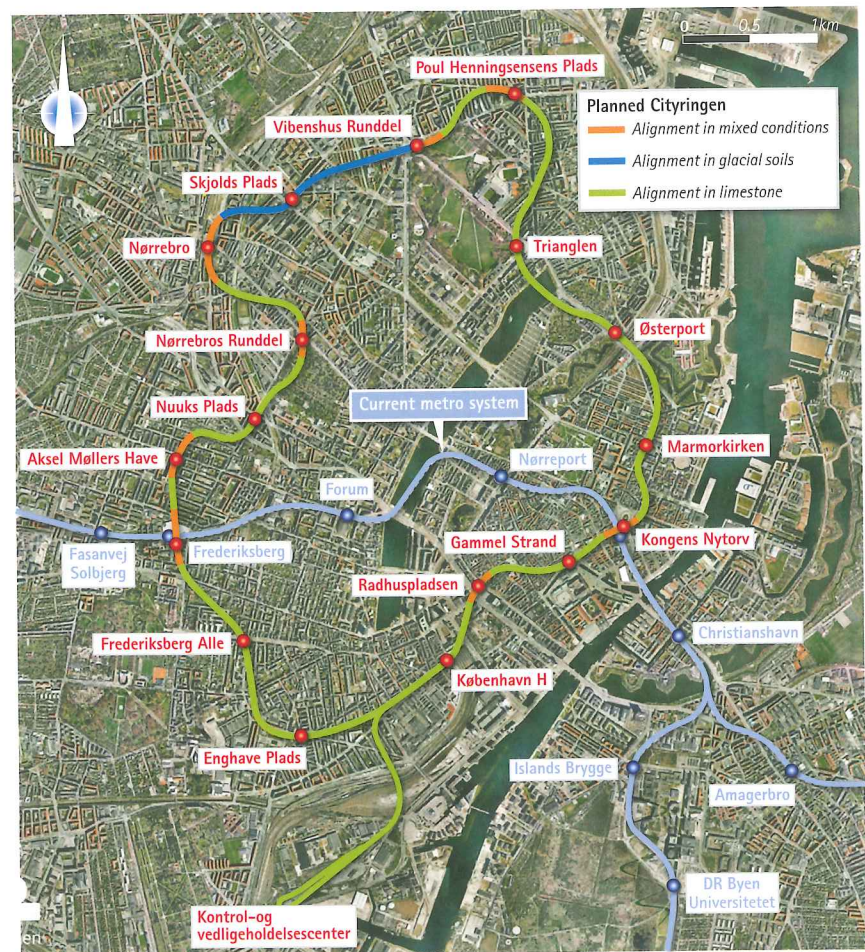 0 0.5 1km
Poul Henningsensens Plads
Planned Cityringen
Alignment in mixed conditions
Alignment in glacial soils
Alignment in limestone
Vibenshus Runddel
Skjolds Plads
Nørrebro
Trianglen
Østerport
Nørrebros Runddel
Nuuks Plads
Current metro system
Aksel Møllers Have
Marmorkirken
Nørreport
Forum
Fasanvej
Solbjerg
Frederiksberg
Gammel Strand
Kongens Nytorv
Radhuspladsen
Frederiksberg Alle
Christianshavn
København H
Enghave Plads
Islands Brygge
Amagerbro
DR Byen
Universitetet
Kontrol-og
vedligeholdelsescenter
en